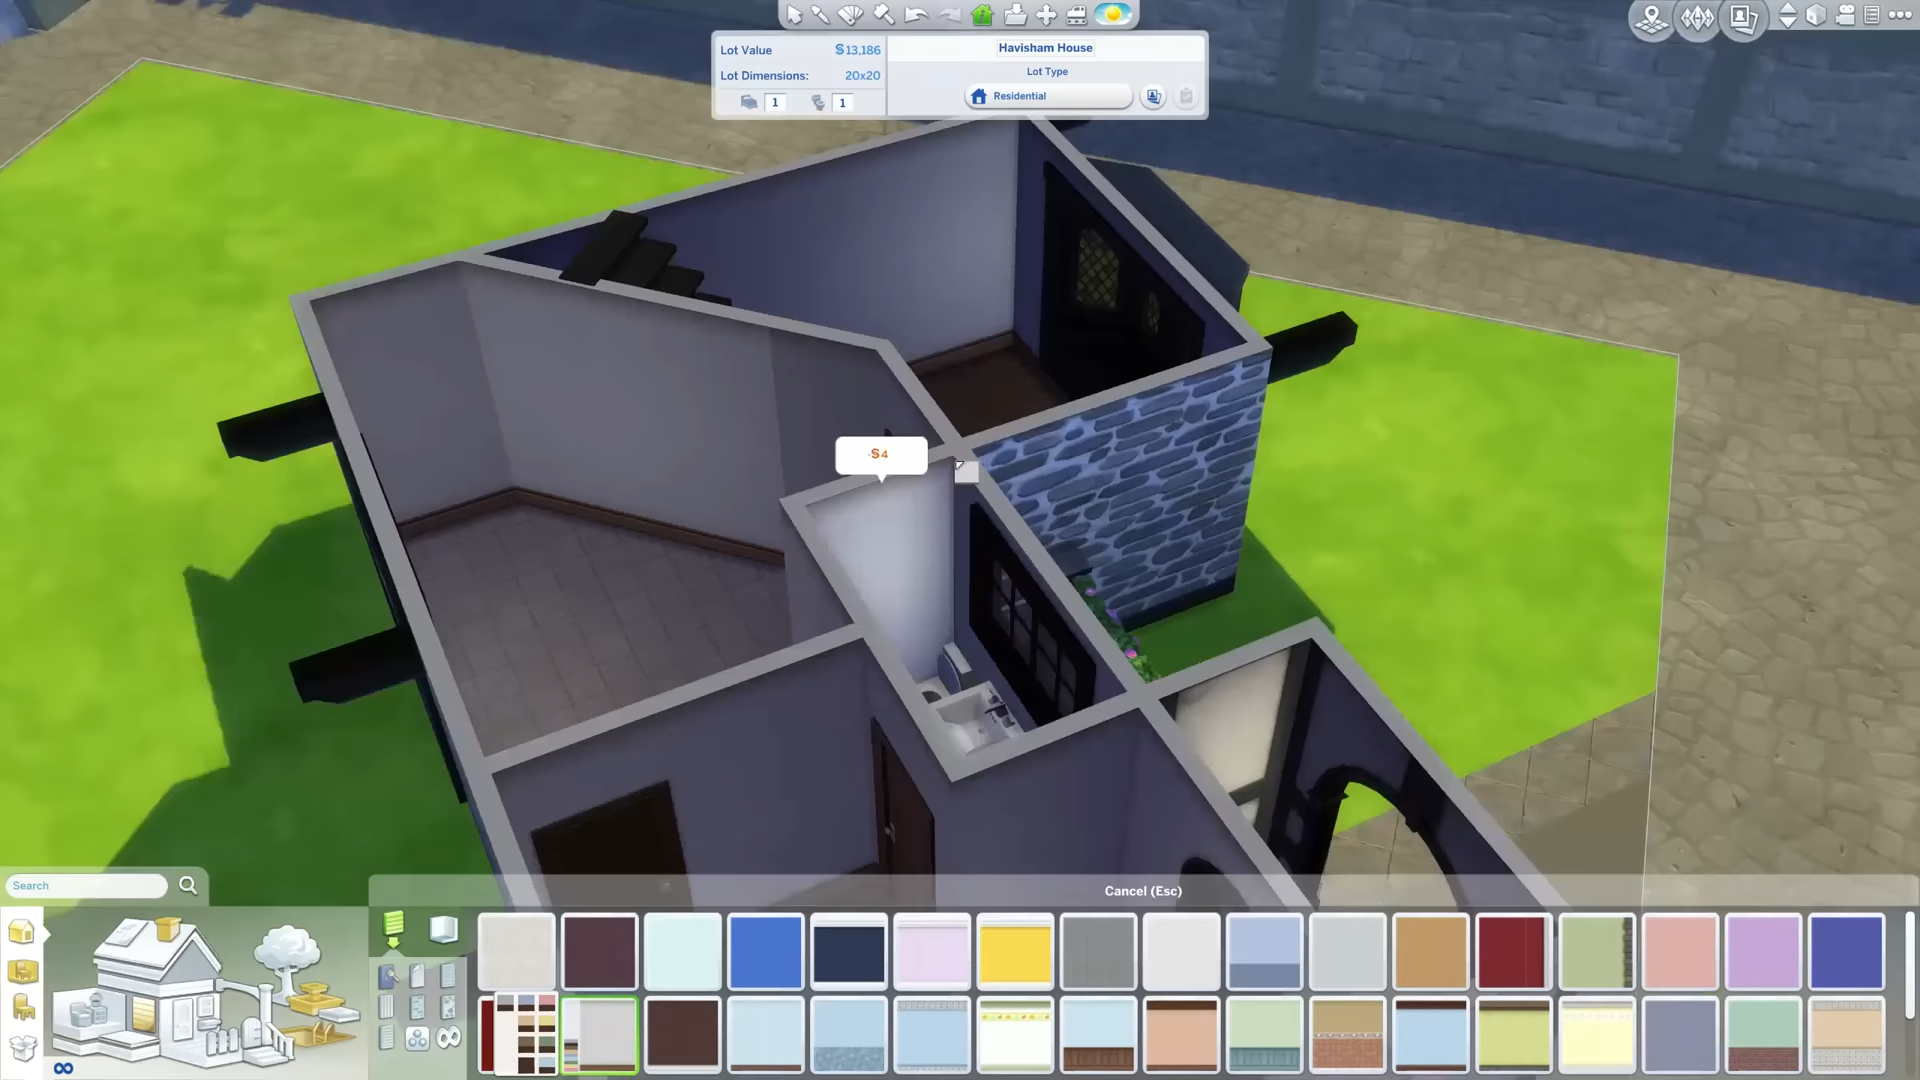 Lot Value
$13,186
Lot Dimensions:
20x20
1
1
Havisham House
Lot Type
Residential
-$4
Cancel (Esc)
Search